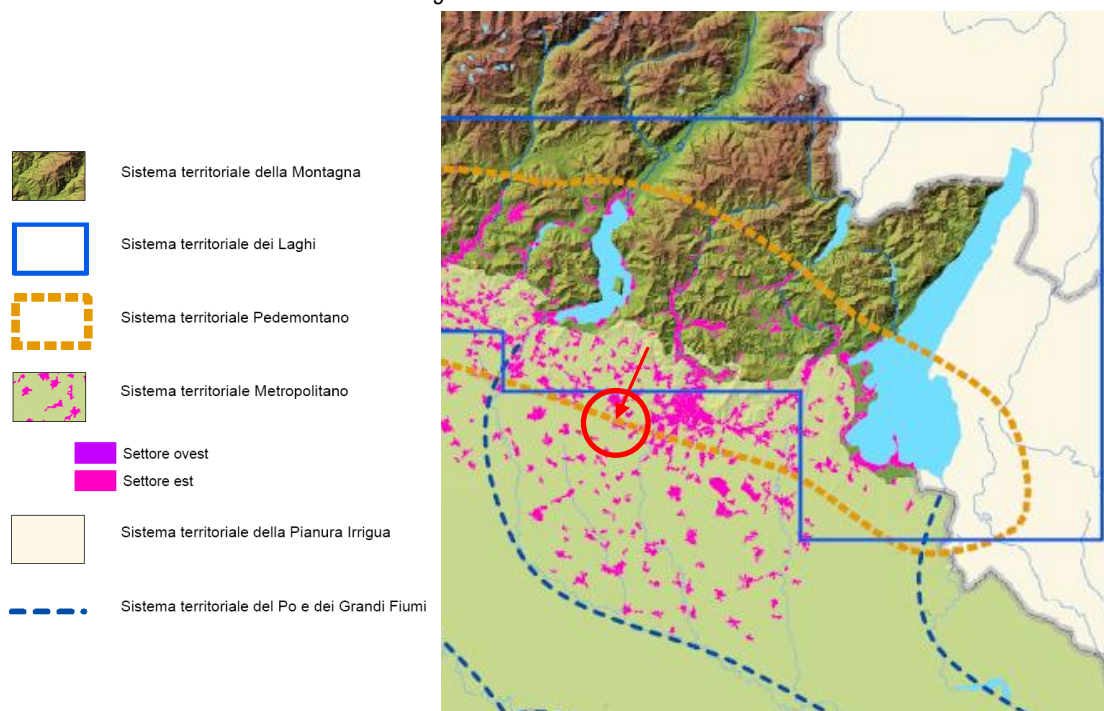 Sistema territoriale della Montagna
Sistema territoriale dei Laghi
Sistema territoriale Pedemontano
Sistema territoriale Metropolitano
Settore ovest
Settore est
Sistema territoriale della Pianura Irrigua
Sistema territoriale del Po e dei Grandi Fiumi